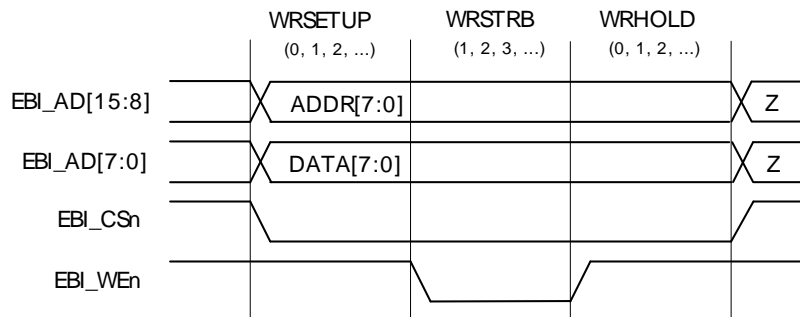 WRSETUP WRSTRB WRHOLD
(0, 1, 2, ...) (1, 2, 3, ...) (0, 1, 2, ...)
EBI_AD[15:8] ADDR[7:0] Z
EBI_AD[7:0] DATA[7:0] Z
EBI_CSn
EBI_WEn